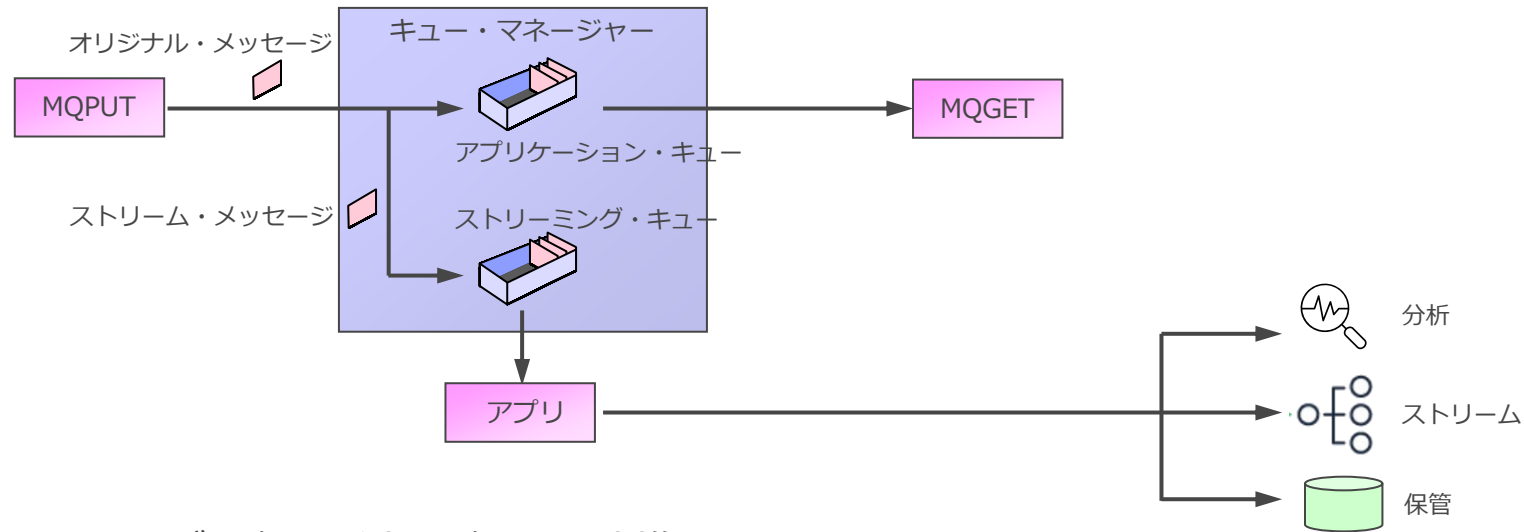 キュー・マネージャー
オリジナル・メッセージ
MQPUT
MQGET
アプリケーション・キュー
ストリーム・メッセージ
ストリーミング・キュー
分析
アプリ
ストリーム
保管